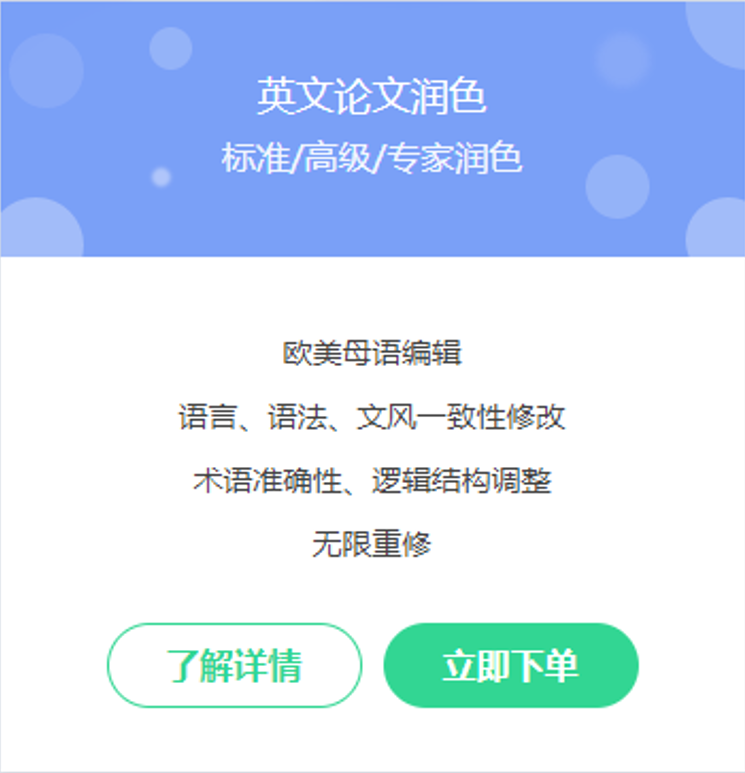 英文论文润色
标准/高级/专家润色
欧美母语编辑
语言、语法、文风一致性修改
术语准确性、逻辑结构调整
无限重修
了解详情
立即下单